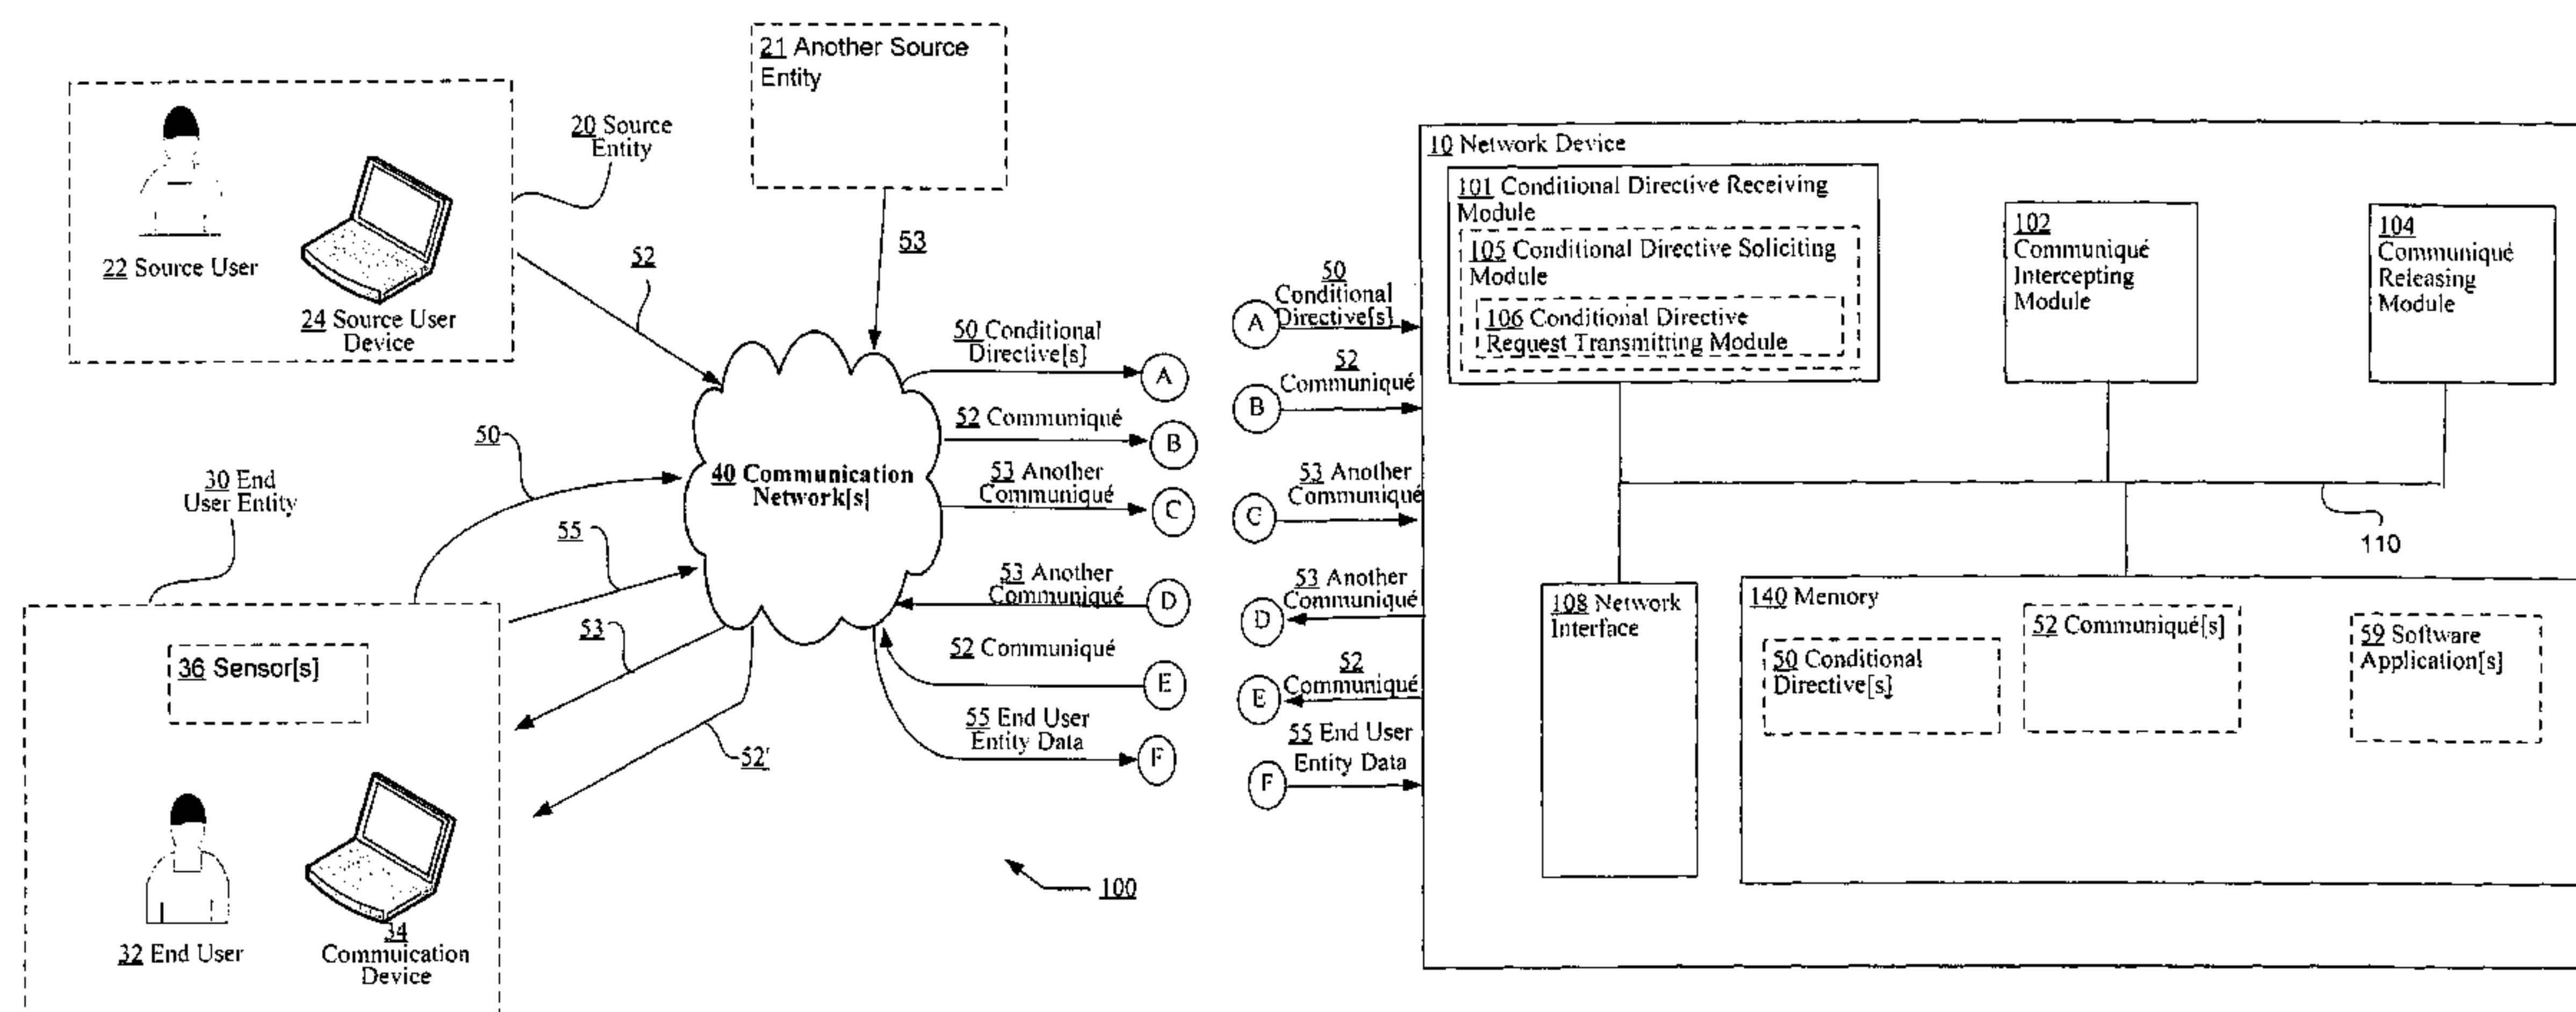 21 Another Source
Entity
20 Source
Entity
22 Source User
24 Source User
Device
52
53
50
30 End
User Entity
55
53
52'
36 Sensor[s]
32 End User
34
Commuication
Device
40 Communication
Network[s]
50 Conditional
Directive[s]
A
52 Communiqué
B
53 Another
Communiqué
C
53 Another
Communiqué
D
52 Communiqué
E
55 End User
Entity Data
F
100
50
Conditional
Directive[s]
A
52
Communiqué
B
53 Another
Communiqué
C
53 Another
Communiqué
D
52
Communiqué
E
55 End User
Entity Data
F
10 Network Device
101 Conditional Directive Receiving
Module
105 Conditional Directive Soliciting
Module
106 Conditional Directive
Request Transmitting Module
102
Communiqué
Intercepting
Module
104
Communiqué
Releasing
Module
110
108 Network
Interface
140 Memory
50 Conditional
Directive[s]
52 Communiqué[s]
59 Software
Application[s]